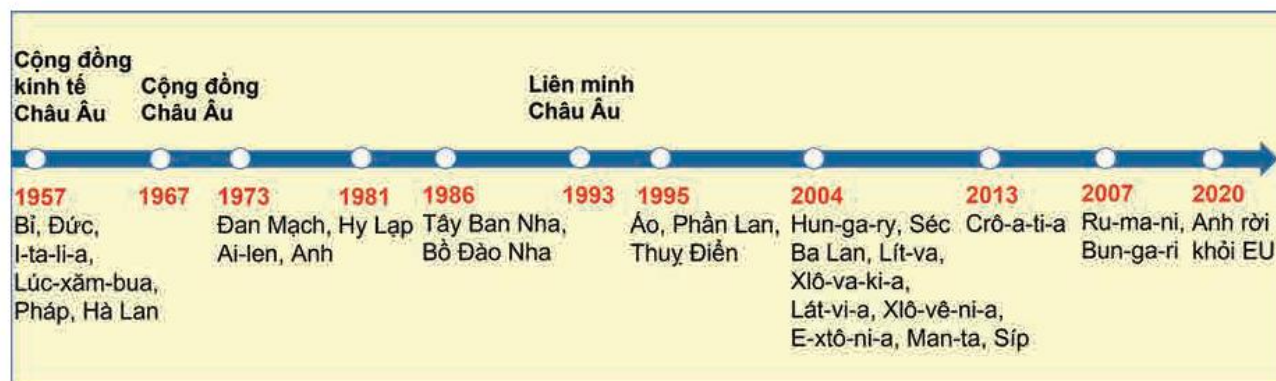 Cộng đồng
kinh tế
Châu Âu
Cộng đồng
Châu Âu
Liên minh
Châu Âu
1957
Bỉ, Đức,
I-ta-li-a,
Lúc-xăm-bua,
Pháp, Hà Lan
1967
1973
Đan Mạch,
Ai-len, Anh
1981
Hy Lạp
1986
Tây Ban Nha,
Bồ Đào Nha
1993
1995
Áo, Phần Lan,
Thuỵ Điển
2004
Hun-ga-ry, Séc
Ba Lan, Lít-va,
Xlô-va-ki-a,
Lát-vi-a, Xlô-vê-ni-a,
E-xtô-ni-a, Man-ta, Síp
2013
Crô-a-ti-a
2007
Ru-ma-ni,
Bun-ga-ri
2020
Anh rời
khỏi EU